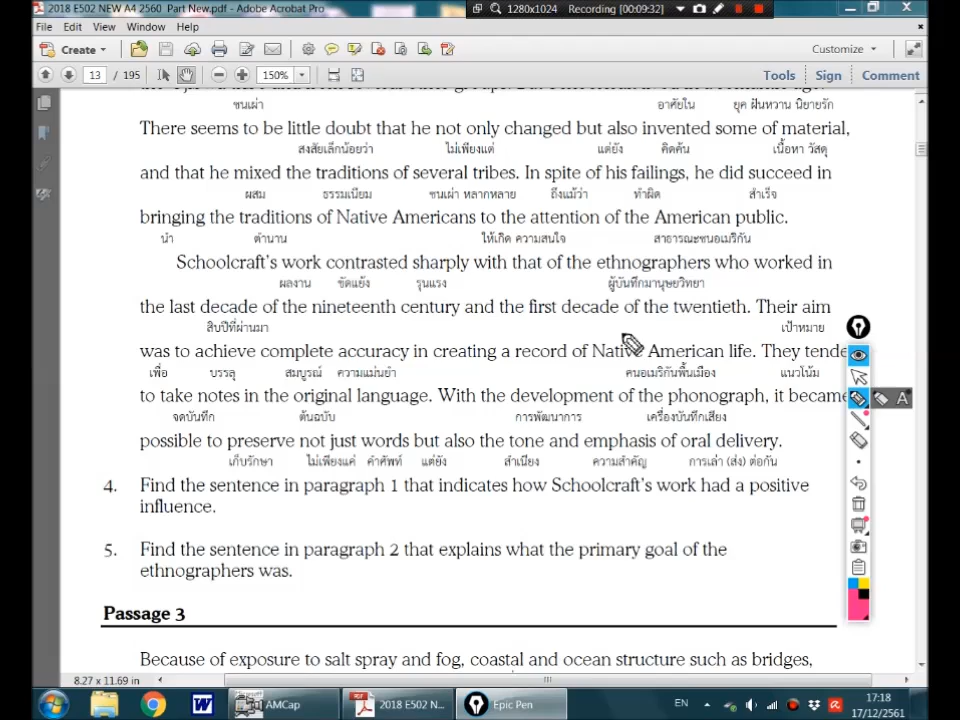 2018 E502 NEW A4 2560 Part New.pdf - Adobe Acrobat Pro
1280x1024 Recording [00:09:32]
File Edit View Window Help
Create Customize
13 / 195 150% Tools Sign Comment
ชนเผ่า อาศัยใน ยุค ฝันหวาน นิยายรัก
There seems to be little doubt that he not only changed but also invented some of material,
สงสัยเล็กน้อยว่า ไม่เพียงแต่ แต่ยัง คิดค้น เนื้อหา วัสดุ
and that he mixed the traditions of several tribes. In spite of his failings, he did succeed in
ผสม ธรรมเนียม ชนเผ่า หลากหลาย ถึงแม้ว่า ทำผิด สำเร็จ
bringing the traditions of Native Americans to the attention of the American public.
นำ ตำนาน ให้เกิด ความสนใจ สาธารณะชนอเมริกัน
Schoolcraft's work contrasted sharply with that of the ethnographers who worked in
ผลงาน ขัดแย้ง รุนแรง ผู้บันทึกมานุษยวิทยา
the last decade of the nineteenth century and the first decade of the twentieth. Their aim
สิบปีที่ผ่านมา เป้าหมาย
was to achieve complete accuracy in creating a record of Native American life. They tende
เพื่อ บรรลุ สมบูรณ์ ความแม่นยำ คนอเมริกันพื้นเมือง แนวโน้ม
to take notes in the original language. With the development of the phonograph, it became
จดบันทึก ต้นฉบับ การพัฒนาการ เครื่องบันทึกเสียง
possible to preserve not just words but also the tone and emphasis of oral delivery.
เก็บรักษา ไม่เพียงแค่ คำศัพท์ แต่ยัง สำเนียง ความสำคัญ การเล่า (ส่ง) ต่อกัน
4. Find the sentence in paragraph 1 that indicates how Schoolcraft's work had a positive
influence.
5. Find the sentence in paragraph 2 that explains what the primary goal of the
ethnographers was.
Passage 3
Because of exposure to salt spray and fog, coastal and ocean structure such as bridges,
8.27 x 11.69 in
AMCap 2018 E502 N... Epic Pen EN 17:18
17/12/2561